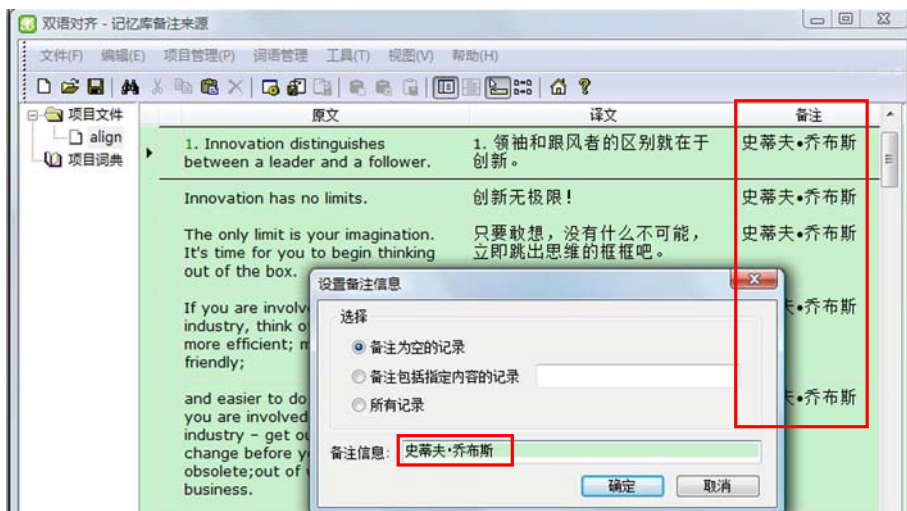 双语对齐 - 记忆库备注来源
文件(F) 编辑(E) 项目管理(P) 词语管理 工具(T) 视图(V) 帮助(H)
项目文件
align
项目词典
原文 译文 备注
1. Innovation distinguishes
between a leader and a follower.
1. 领袖和跟风者的区别就在于
创新。
史蒂夫•乔布斯
Innovation has no limits.
创新无极限！
史蒂夫•乔布斯
The only limit is your imagination.
It's time for you to begin thinking
out of the box.
只要敢想，没有什么不可能，
立即跳出思维的框框吧。
史蒂夫•乔布斯
If you are involv
industry, think o
more efficient; m
friendly;
夫•乔布斯
and easier to do
you are involved
industry – get ou
change before y
obsolete;out of
business.
夫•乔布斯
设置备注信息
选择
备注为空的记录
备注包括指定内容的记录
所有记录
备注信息: 史蒂夫•乔布斯
确定 取消